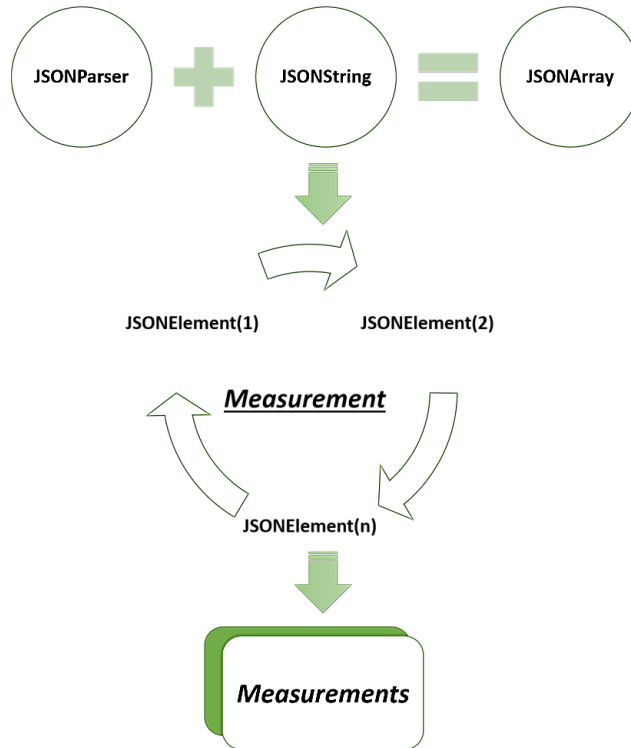 JSONParser
JSONString
JSONArray
JSONElement(1)
JSONElement(2)
Measurement
JSONElement(n)
Measurements